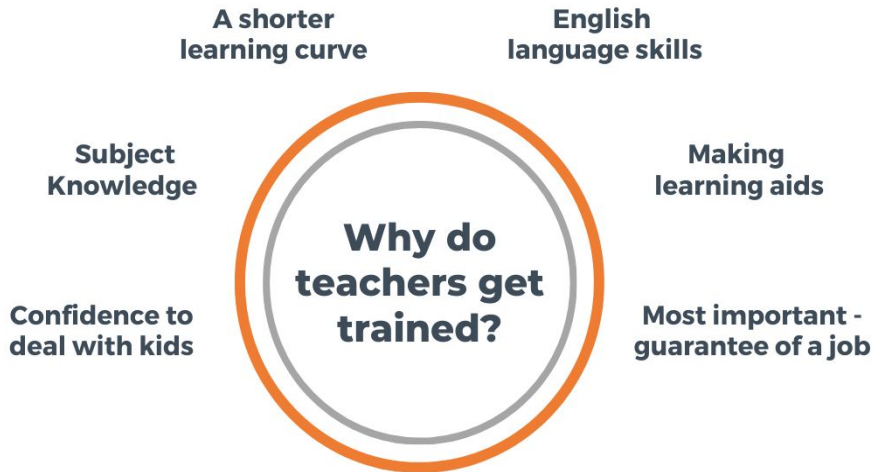 A shorter
learning curve
English
language skills
Subject
Knowledge
Making
learning aids
Why do
teachers get
trained?
Confidence to
deal with kids
Most important -
guarantee of a job